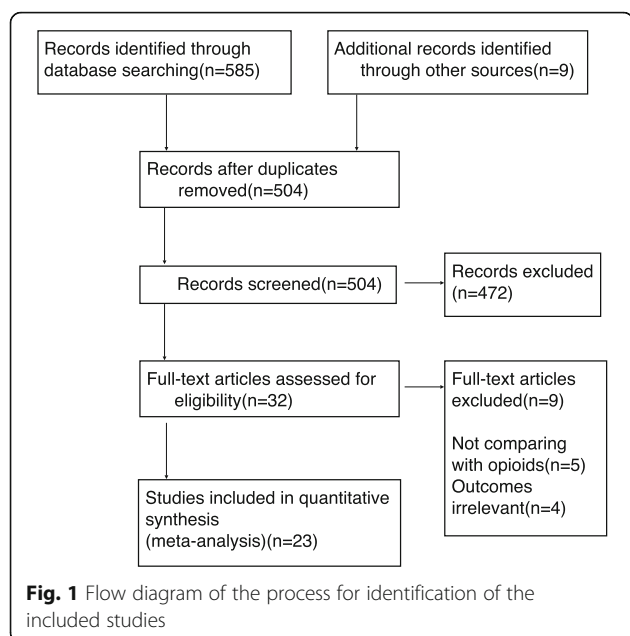 Records identified through
database searching(n=585)
Additional records identified
through other sources(n=9)
Records after duplicates
removed(n=504)
Records screened(n=504)
Records excluded
(n=472)
Full-text articles assessed for
eligibility(n=32)
Full-text articles
excluded(n=9)
Not comparing
with opioids(n=5)
Outcomes
irrelevant(n=4)
Studies included in quantitative
synthesis
(meta-analysis)(n=23)
Fig. 1 Flow diagram of the process for identification of the
included studies